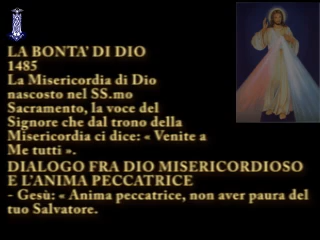 LA BONTA' DI DIO
1485
La Misericordia di Dio
nascosto nel SS.mo
Sacramento, la voce del
Signore che dal trono della
Misericordia ci dice: « Venite a
Me tutti ».
DIALOGO FRA DIO MISERICORDIOSO
E L'ANIMA PECCATRICE
- Gesù: « Anima peccatrice, non aver paura del
tuo Salvatore.